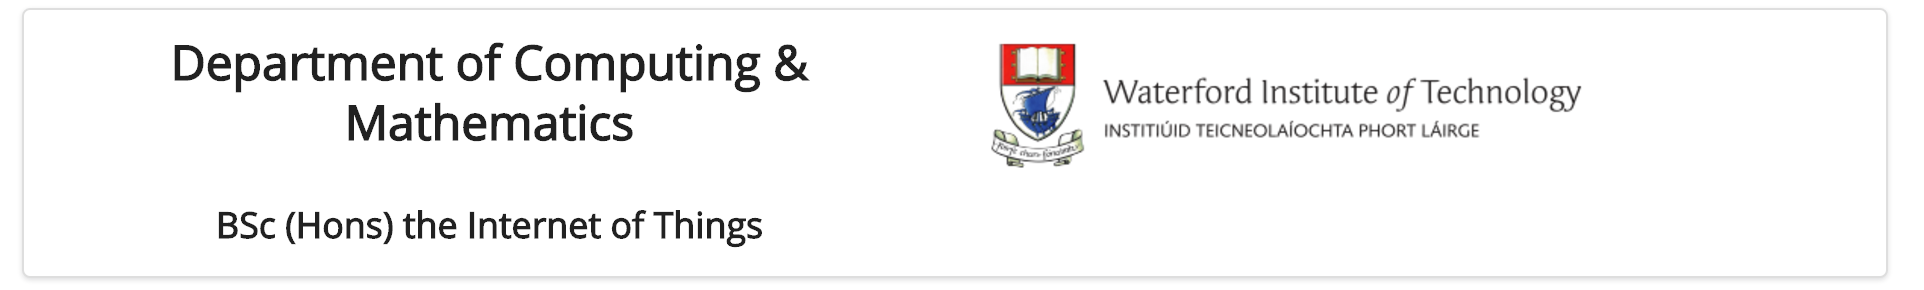 Department of Computing &
Mathematics
BSc (Hons) the Internet of Things
Waterford Institute of Technology
INSTITIÚID TEICNEOLAÍOCHTA PHORT LÁIRGE